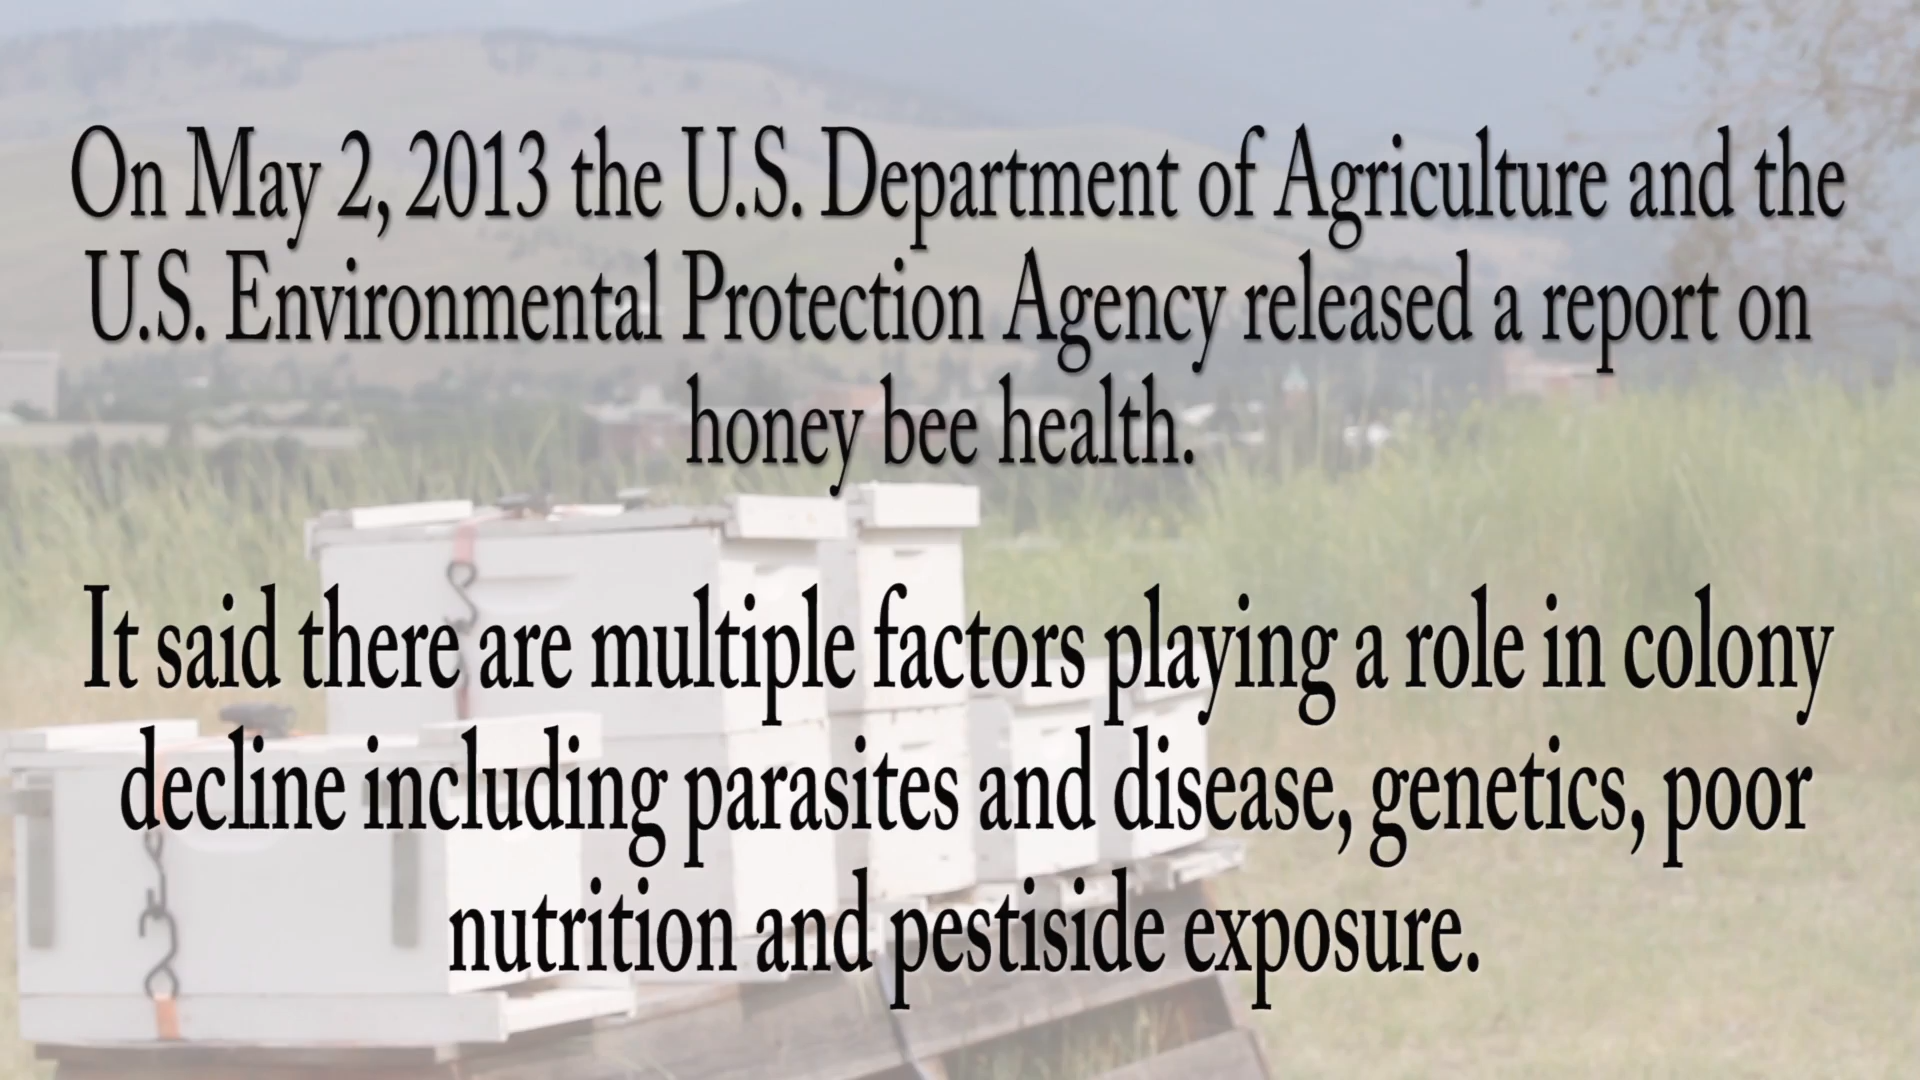 On May 2, 2013 the U.S. Department of Agriculture and the
U.S. Environmental Protection Agency released a report on
honey bee health.
It said there are multiple factors playing a role in colony
decline including parasites and disease, genetics, poor
nutrition and pestiside exposure.